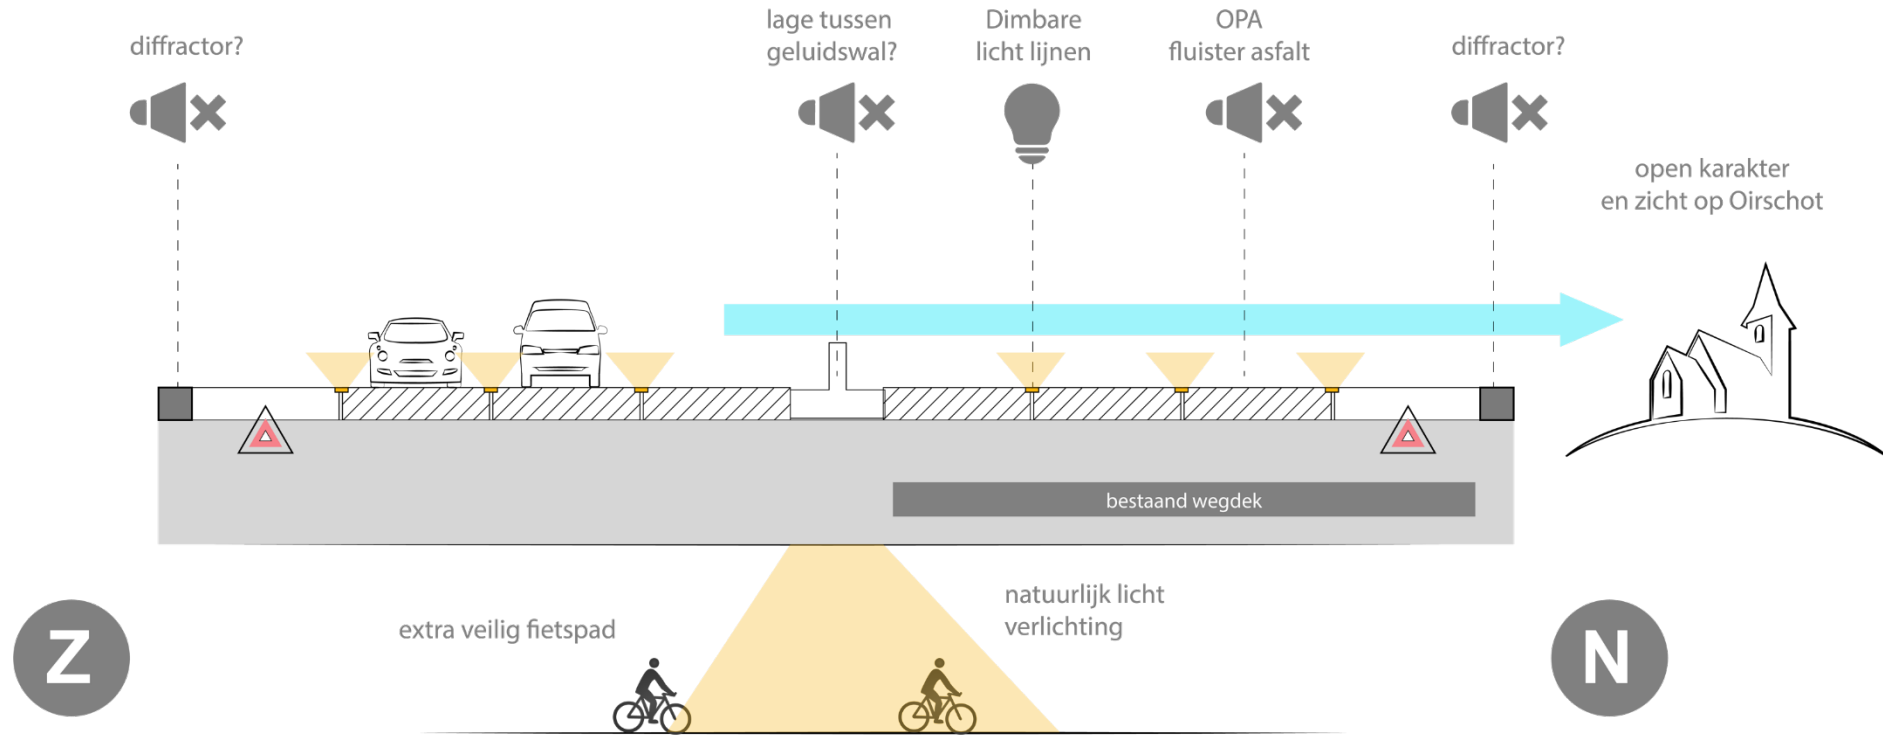 diffractor?
lage tussen
geluidswal?
Dimbare
licht lijnen
OPA
fluister asfalt
diffractor?
open karakter
en zicht op Oirschot
bestaand wegdek
extra veilig fietspad
natuurlijk licht
verlichting
Z
N